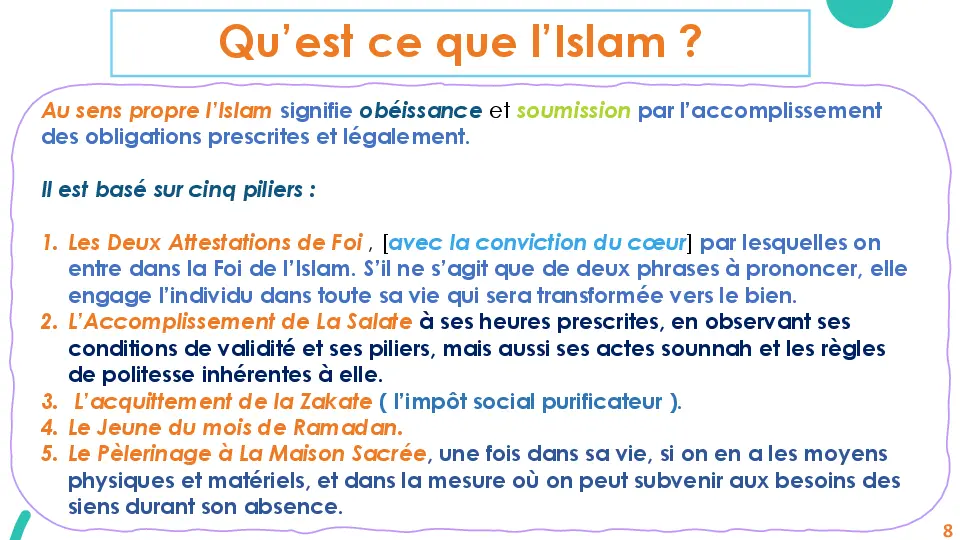 Qu’est ce que l’Islam ?
Au sens propre l’Islam signifie obéissance et soumission par l’accomplissement
des obligations prescrites et légalement.
Il est basé sur cinq piliers :
1. Les Deux Attestations de Foi , [avec la conviction du cœur] par lesquelles on
entre dans la Foi de l’Islam. S’il ne s’agit que de deux phrases à prononcer, elle
engage l’individu dans toute sa vie qui sera transformée vers le bien.
2. L’Accomplissement de La Salate à ses heures prescrites, en observant ses
conditions de validité et ses piliers, mais aussi ses actes sounnah et les règles
de politesse inhérentes à elle.
3. L’acquittement de la Zakate ( l’impôt social purificateur ).
4. Le Jeune du mois de Ramadan.
5. Le Pèlerinage à La Maison Sacrée, une fois dans sa vie, si on en a les moyens
physiques et matériels, et dans la mesure où on peut subvenir aux besoins des
siens durant son absence.
8